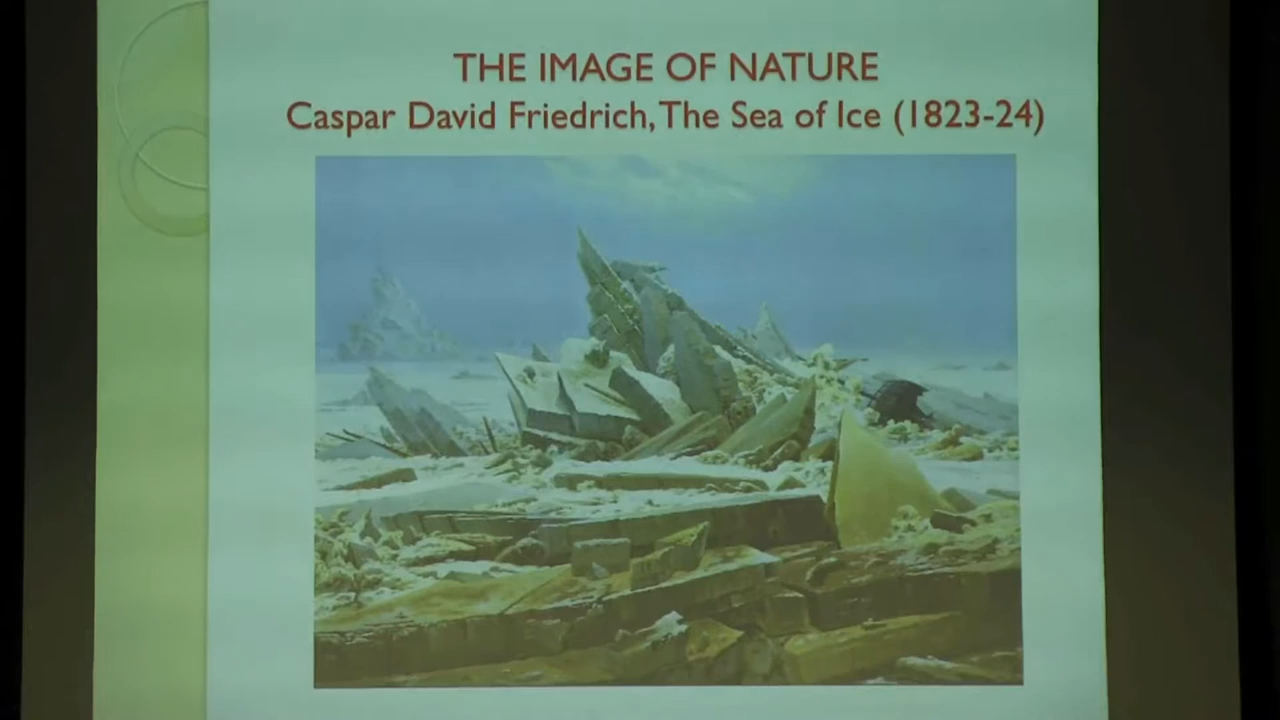 THE IMAGE OF NATURE
Caspar David Friedrich, The Sea of Ice (1823-24)